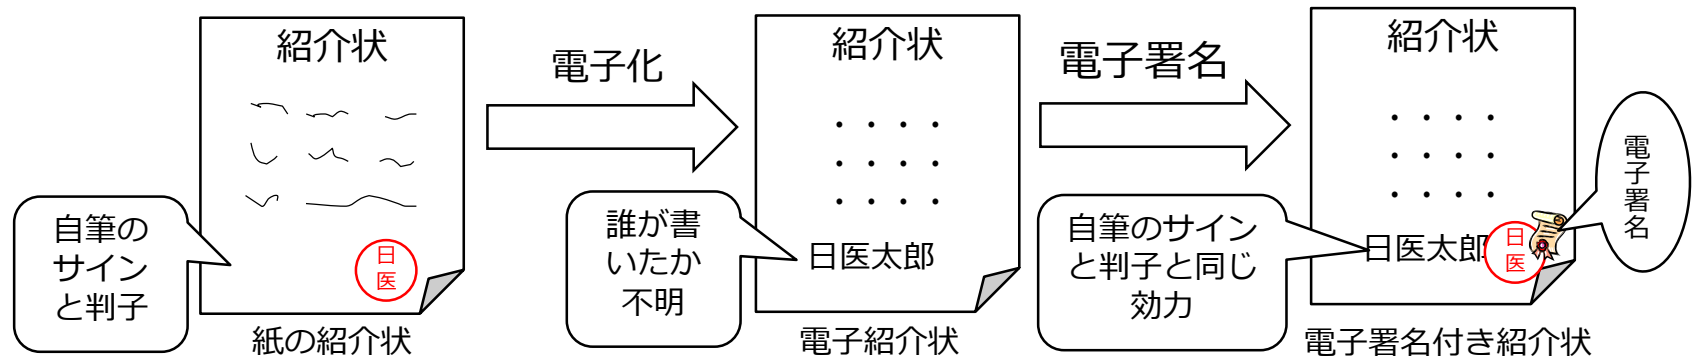 紹介状
自筆の
サイン
と判子
日
医
紙の紹介状
電子化
紹介状
・・・・
・・・・
・・・・
誰が書
いたか
不明
日医太郎
電子紹介状
電子署名
紹介状
・・・・
・・・・
・・・・
自筆のサイン
と判子と同じ
効力
日医太郎
日
医
電子署名
電子署名付き紹介状